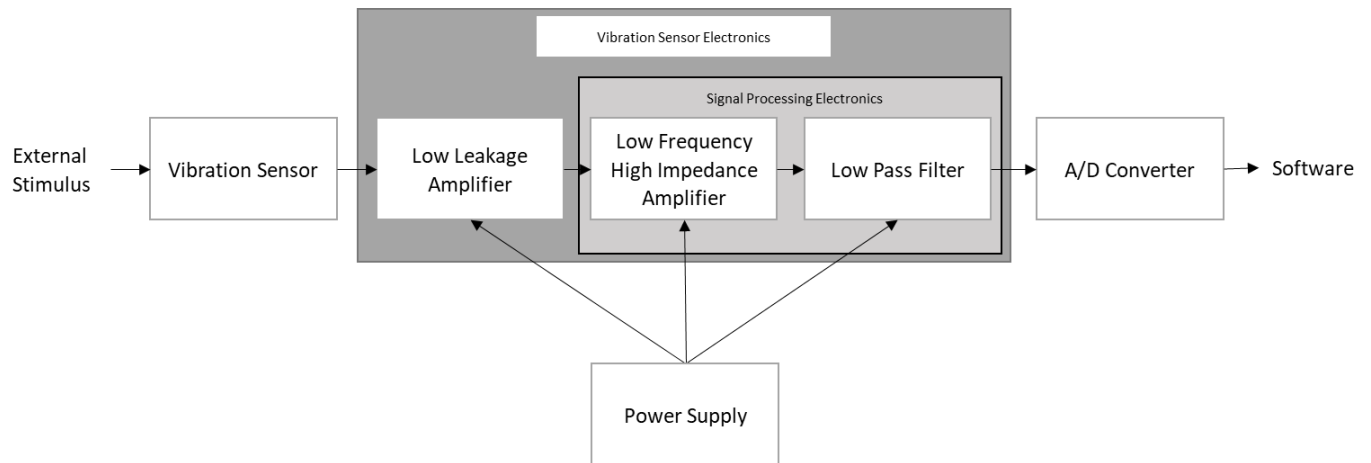 Vibration Sensor Electronics
Signal Processing Electronics
External
Stimulus
Vibration Sensor
Low Leakage
Amplifier
Low Frequency
High Impedance
Amplifier
Low Pass Filter
A/D Converter
Software
Power Supply